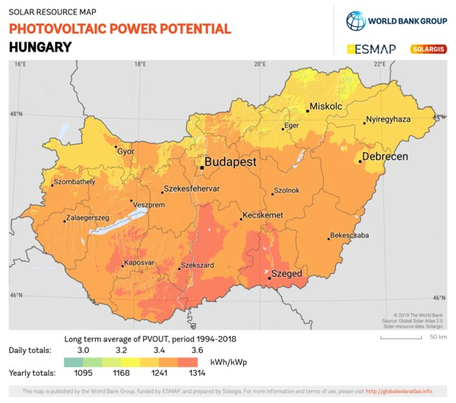 SOLAR RESOURCE MAP
PHOTOVOLTAIC POWER POTENTIAL
HUNGARY
WORLD BANK GROUP
ESMAP
SOLARGIS
16°E
18°E
20°E
22°E
48°N
48°N
Miskolc
Nyiregyhaza
Eger
Gyor
Budapest
Debrecen
Szombathely
Szekesfehervar
Veszprem
Szolnok
Zalaegerszeg
Kecskemet
Bekescsaba
Kaposvar
Szekszard
Szeged
46°N
46°N
© 2019 The World Bank
Source: Global Solar Atlas 2.0
Solar resource data: Solargis
50 km
Long term average of PVOUT, period 1994-2018
Daily totals: 3.0 3.2 3.4 3.6
kWh/kWp
Yearly totals: 1095 1168 1241 1314
This map is published by the World Bank Group, funded by ESMAP, and prepared by Solargis. For more information and terms of use, please visit http://globalsolaratlas.info.